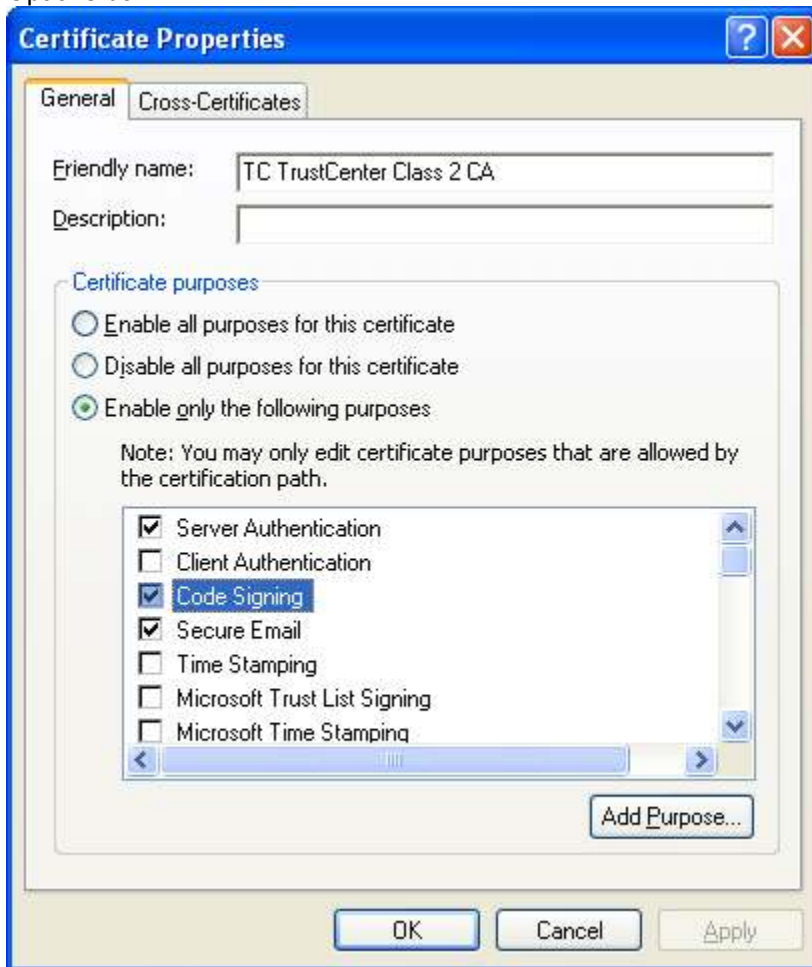 Certificate Properties
General
Cross-Certificates
Friendly name:
TC TrustCenter Class 2 CA
Description:
Certificate purposes
Enable all purposes for this certificate
Disable all purposes for this certificate
Enable only the following purposes
Note: You may only edit certificate purposes that are allowed by
the certification path.
Server Authentication
Client Authentication
Code Signing
Secure Email
Time Stamping
Microsoft Trust List Signing
Microsoft Time Stamping
Add Purpose...
OK
Cancel
Apply